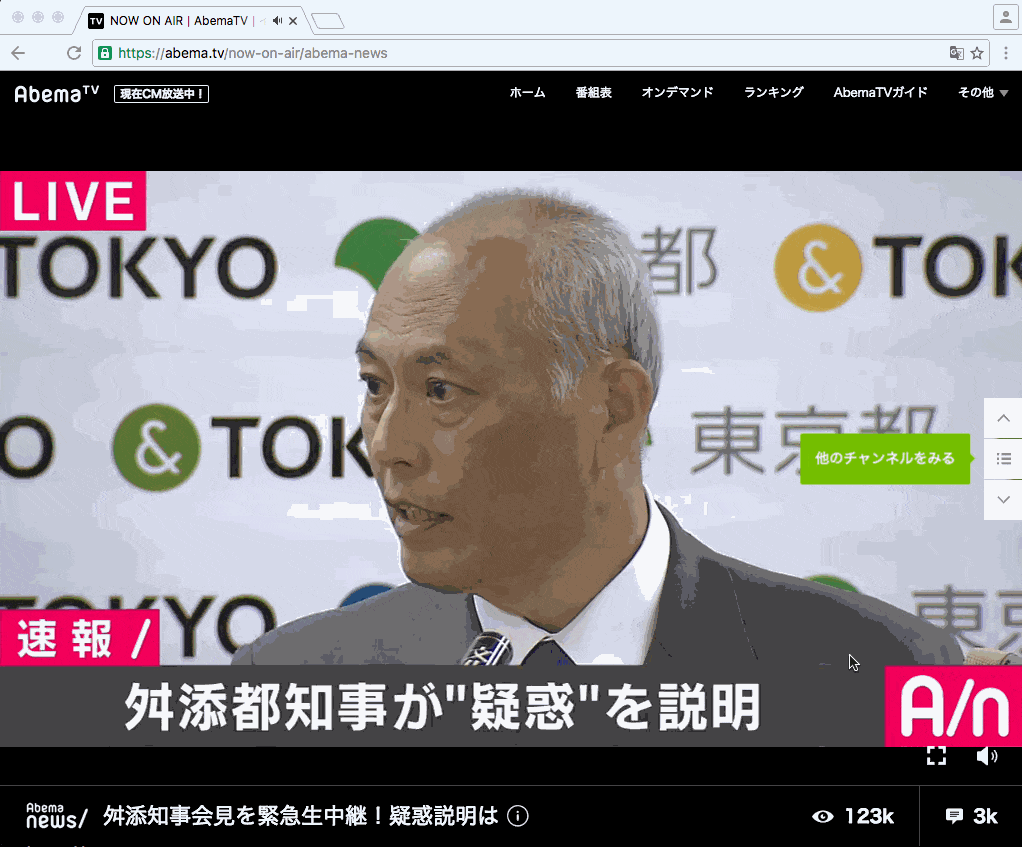 TV NOW ON AIR | AbemaTV |
https://abema.tv/now-on-air/abema-news
AbemaTV 現在CM放送中！ ホーム 番組表 オンデマンド ランキング AbemaTVガイド その他
LIVE
TOKYO 都 & TOK
O & TOK 東京都
他のチャンネルをみる
TOKYO 東京
速報/
舛添都知事が"疑惑"を説明 A/n
Abema news/ 舛添知事会見を緊急生中継！疑惑説明は 123k 3k